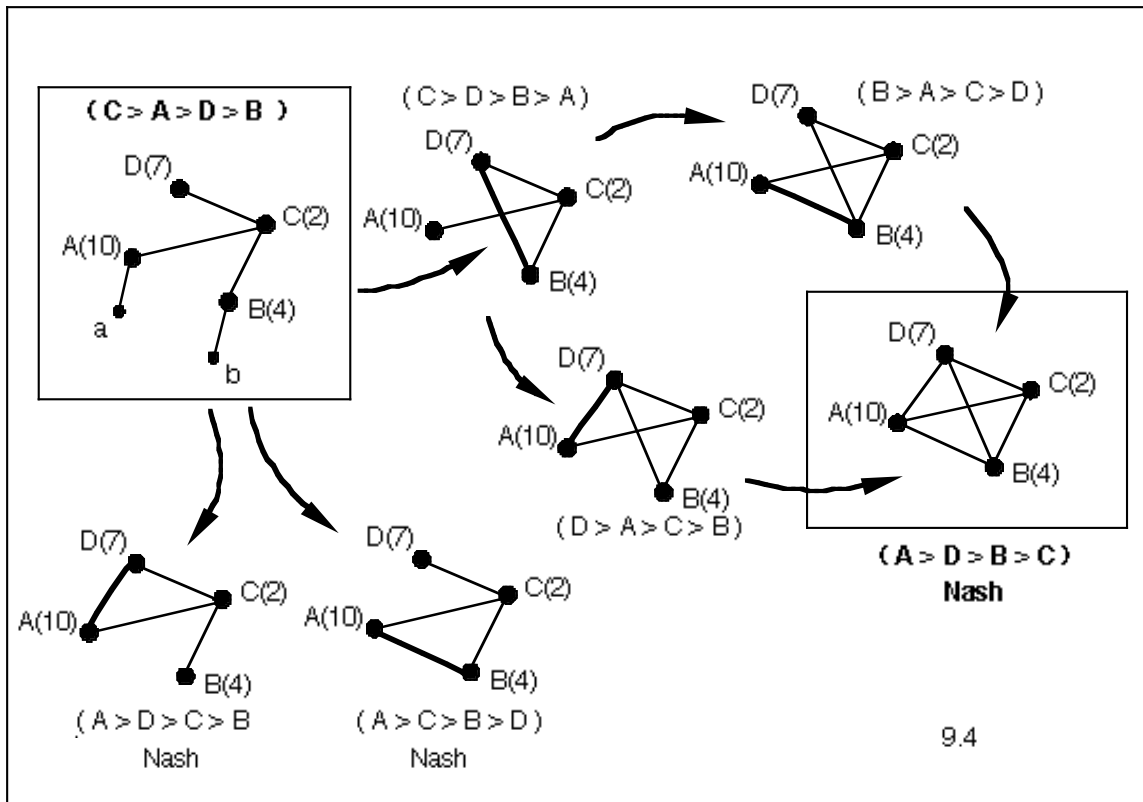 ( C > A > D > B )
D(7)
C(2)
A(10)
B(4)
a
b
( C > D > B > A )
D(7)
C(2)
A(10)
B(4)
( B > A > C > D )
D(7)
C(2)
A(10)
B(4)
D(7)
C(2)
A(10)
B(4)
( D > A > C > B )
D(7)
C(2)
A(10)
B(4)
( A > D > B > C )
Nash
D(7)
C(2)
A(10)
B(4)
( A > D > C > B
Nash
D(7)
C(2)
A(10)
B(4)
( A > C > B > D )
Nash
9.4